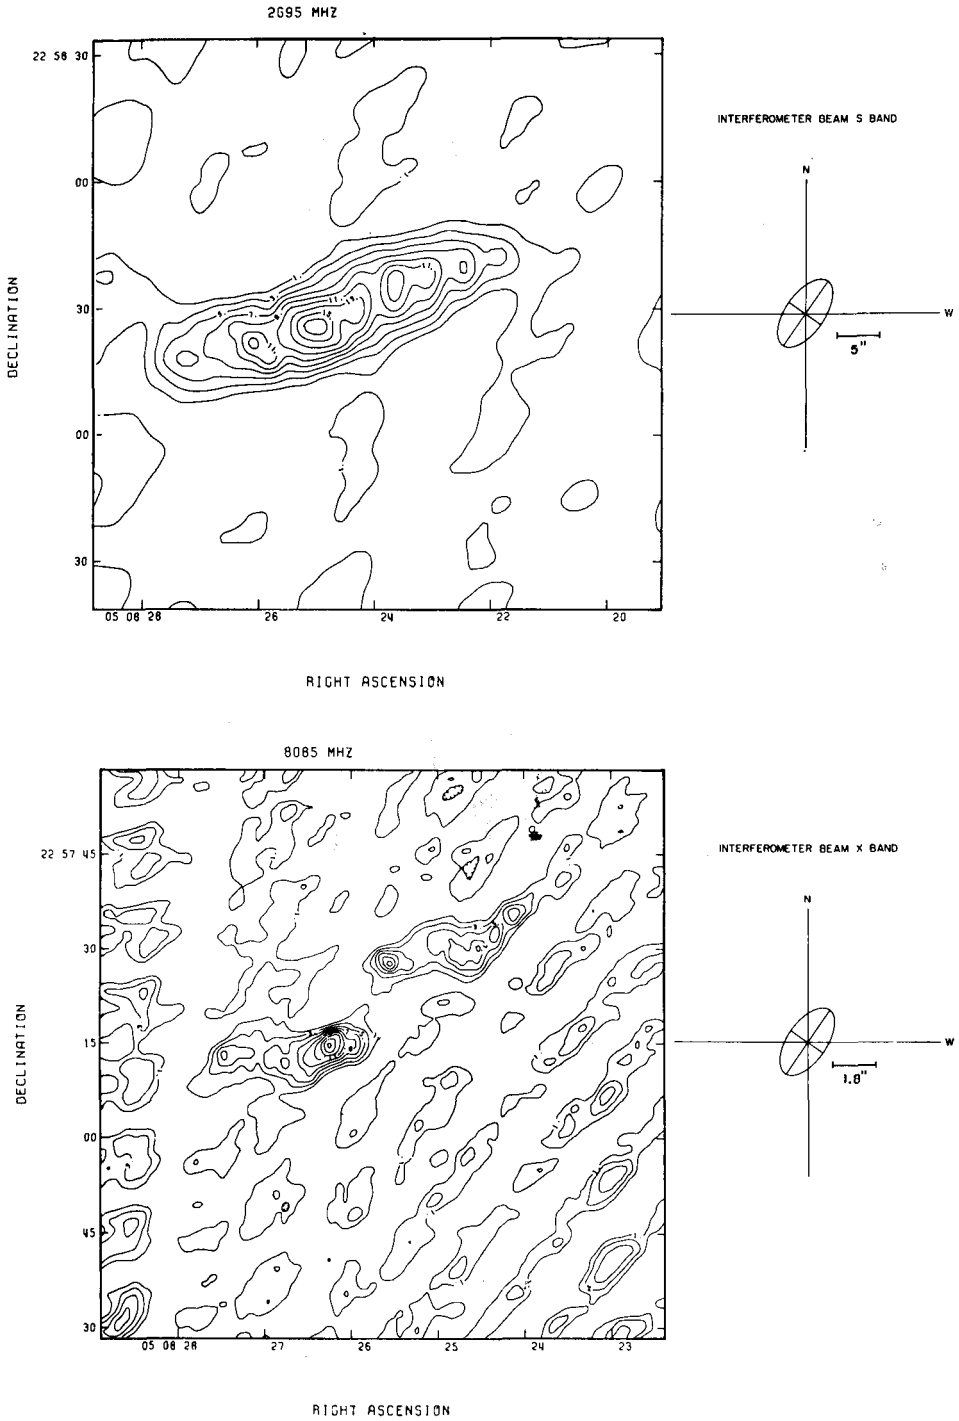 2695 MHZ
22 58 30
INTERFEROMETER BEAM S BAND
N
00
30
W
5"
DECLINATION
00
30
05 08 28
26
24
22
20
RIGHT ASCENSION
8085 MHZ
22 57 45
INTERFEROMETER BEAM X BAND
N
30
15
W
1.8"
DECLINATION
00
45
30
05 08 28
27
26
25
24
23
RIGHT ASCENSION